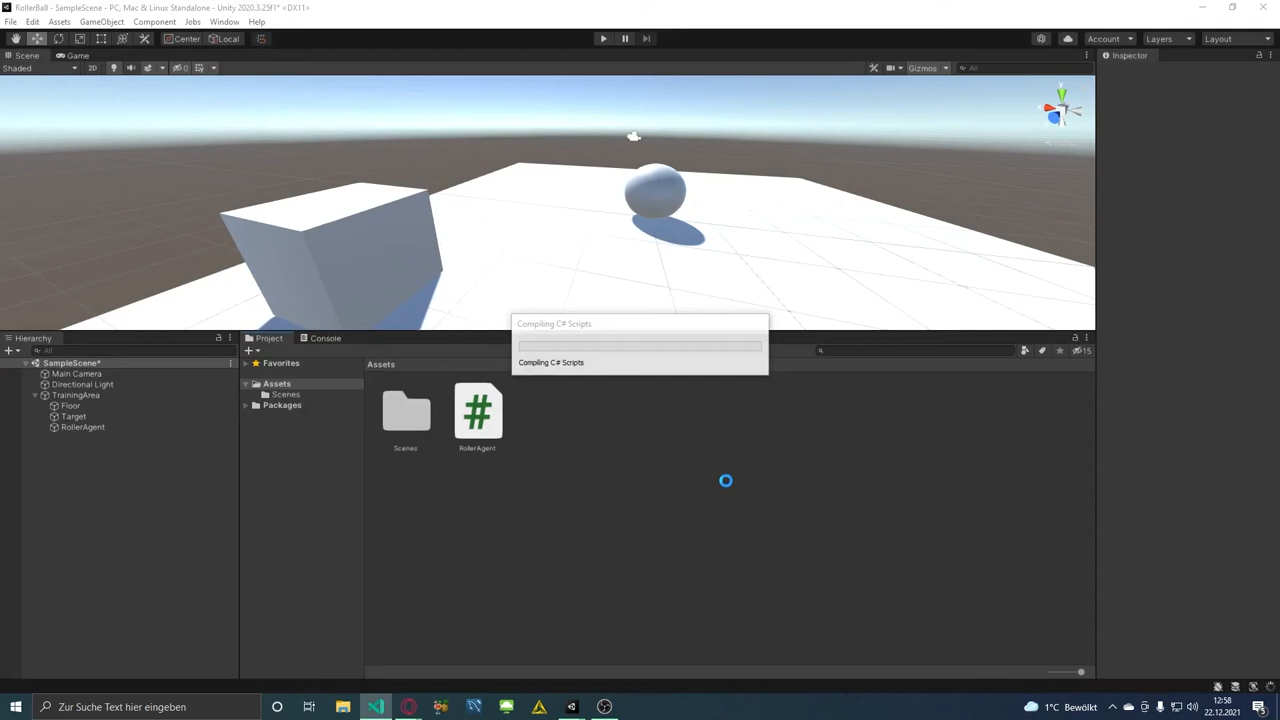 RollerBall - SampleScene - PC, Mac & Linux Standalone - Unity 2020.3.25f1* <DX11>
File Edit Assets GameObject Component Jobs Window Help
Center Local Account Layers Layout
Scene Game Inspector
Shaded 2D 0 Gizmos All
y
x
Compiling C# Scripts
Compiling C# Scripts
Hierarchy Project Console
All 15
SampleScene* Favorites Assets
Main Camera
Directional Light Assets
TrainingArea Scenes
Floor Packages
Target
RollerAgent
Scenes RollerAgent
Zur Suche Text hier eingeben 1°C Bewölkt 12:58
22.12.2021